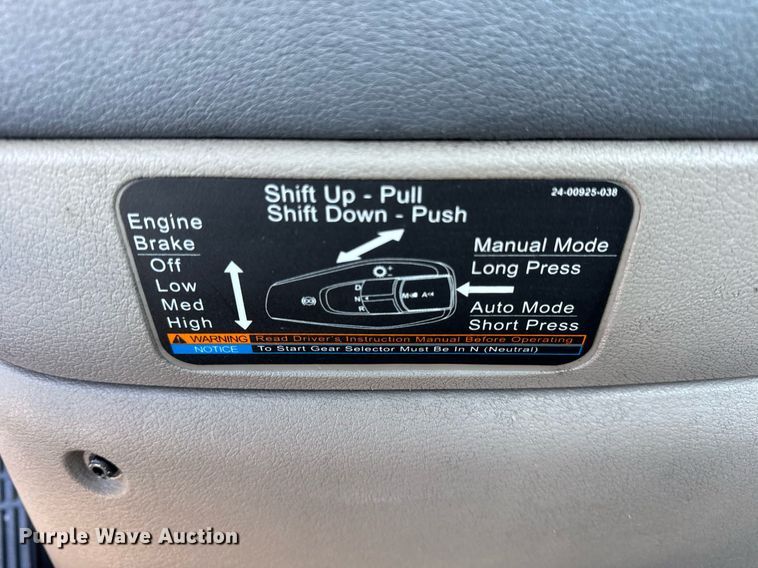 Shift Up - Pull
Shift Down - Push
24-00925-038
Engine
Brake
Off
Low
Med
High
D
N
R
M
A
Manual Mode
Long Press
Auto Mode
Short Press
WARNING Read Driver's Instruction Manual Before Operating
NOTICE To Start Gear Selector Must Be In N (Neutral)
Purple Wave Auction